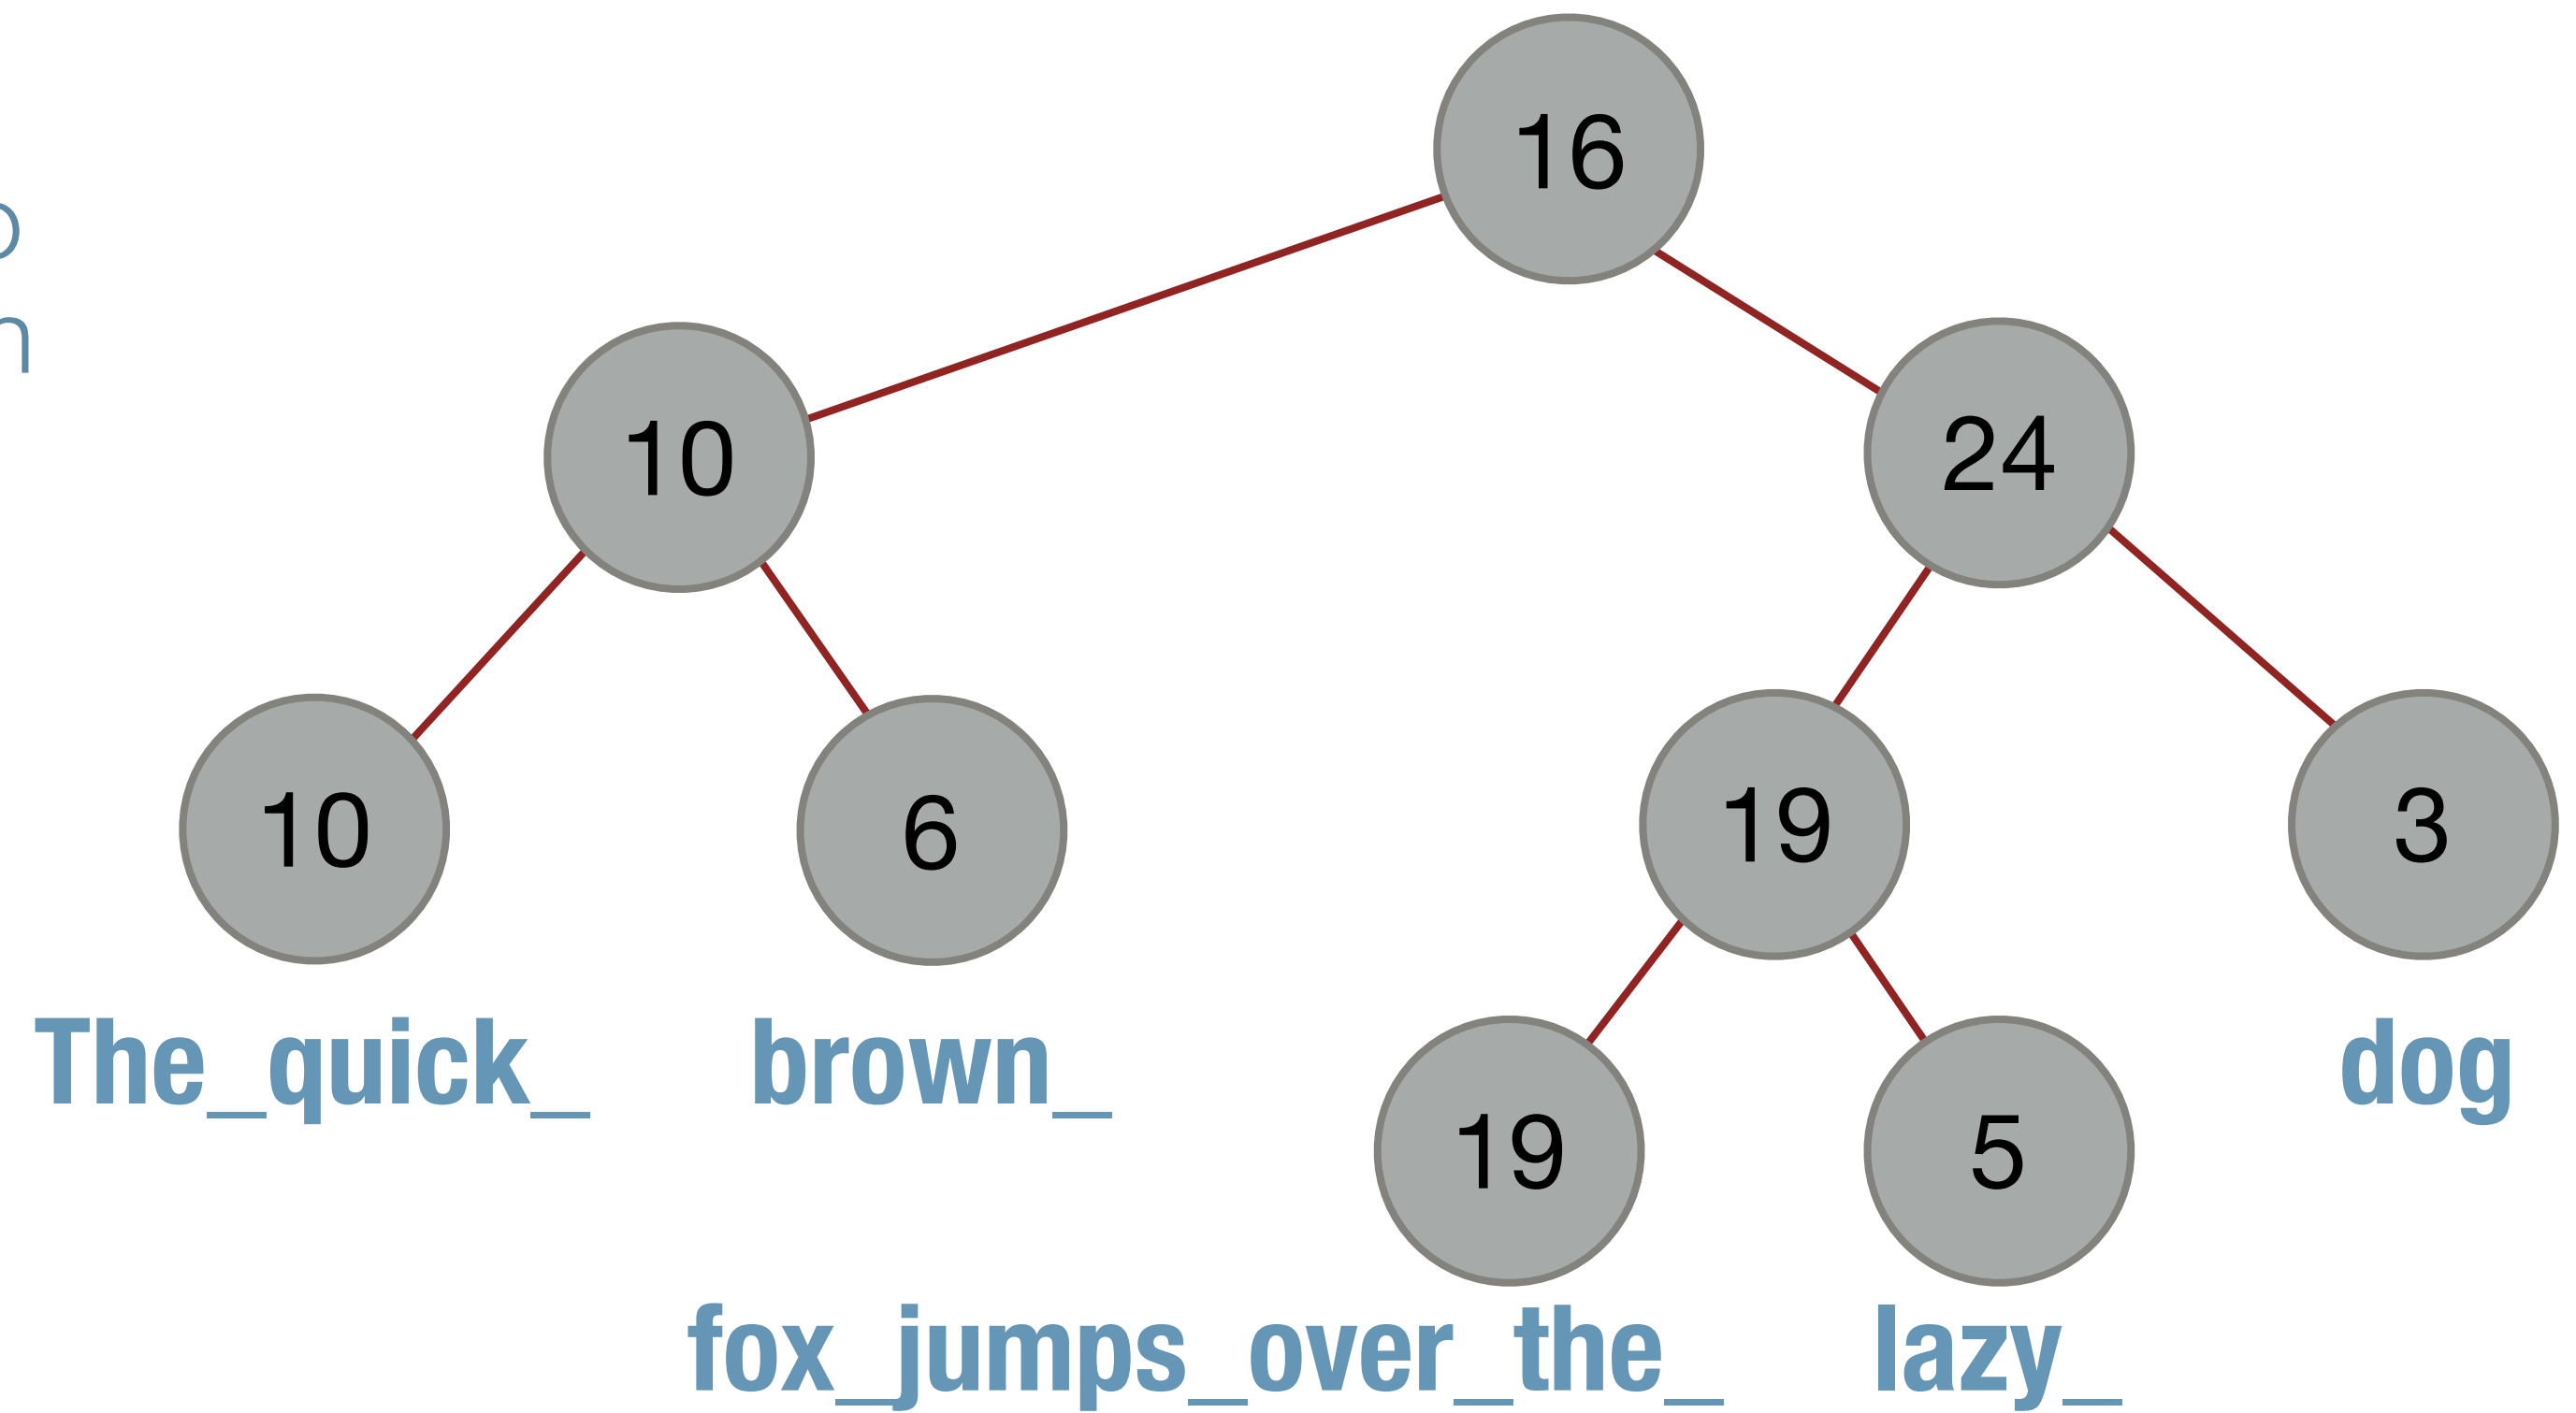 16
10 24
10 6 19 3
The_quick_ brown_ dog
19 5
fox_jumps_over_the_ lazy_